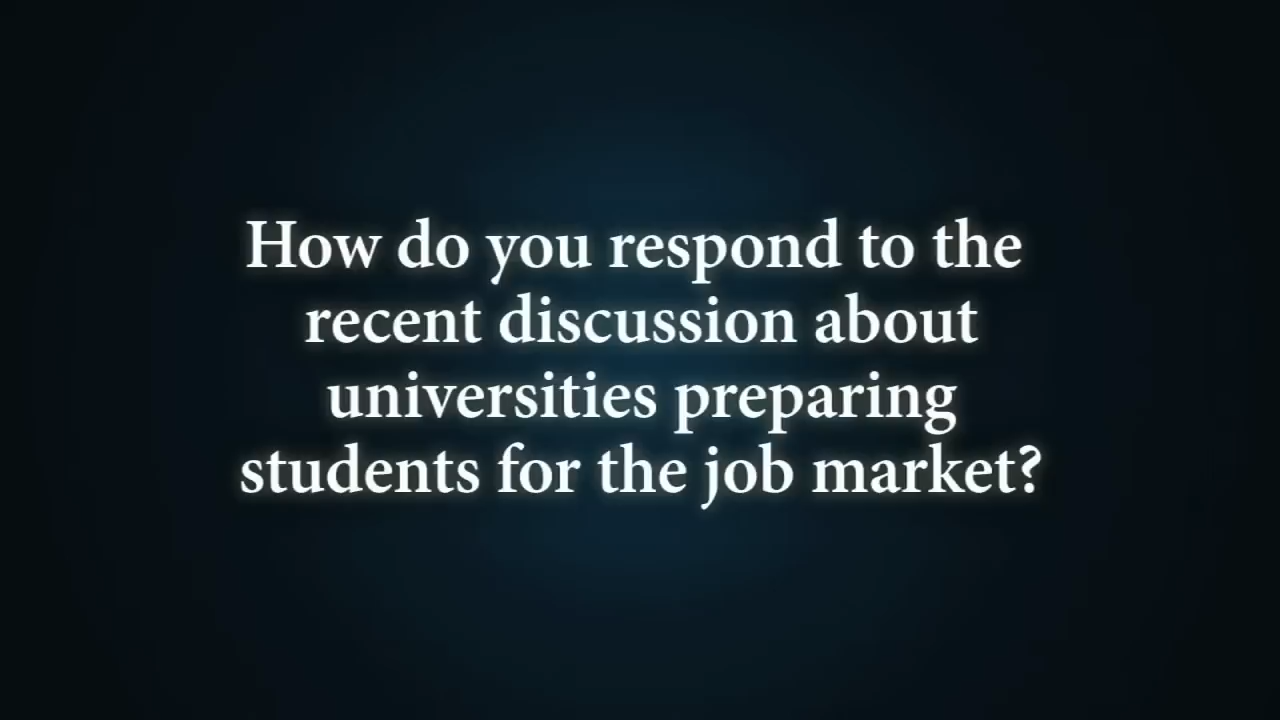 How do you respond to the
recent discussion about
universities preparing
students for the job market?